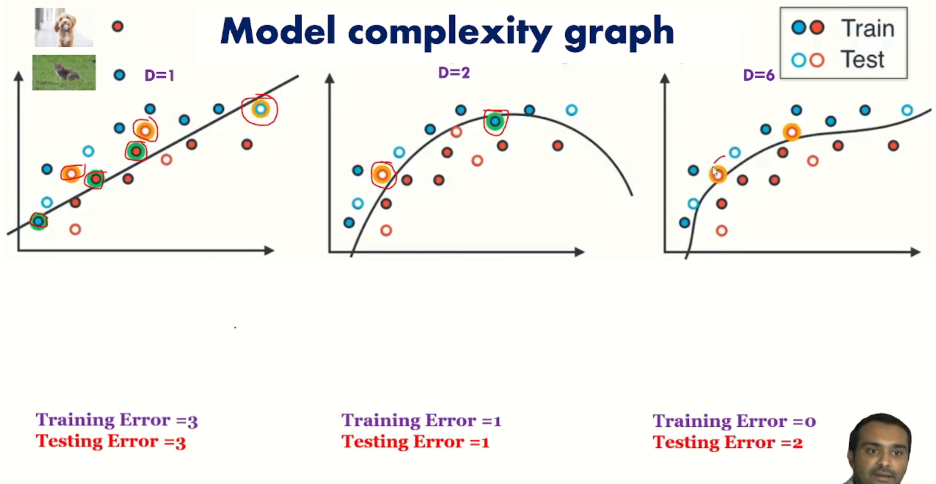 Model complexity graph
Train
Test
D=1
D=2
D=6
Training Error =3
Testing Error =3
Training Error =1
Testing Error =1
Training Error =0
Testing Error =2